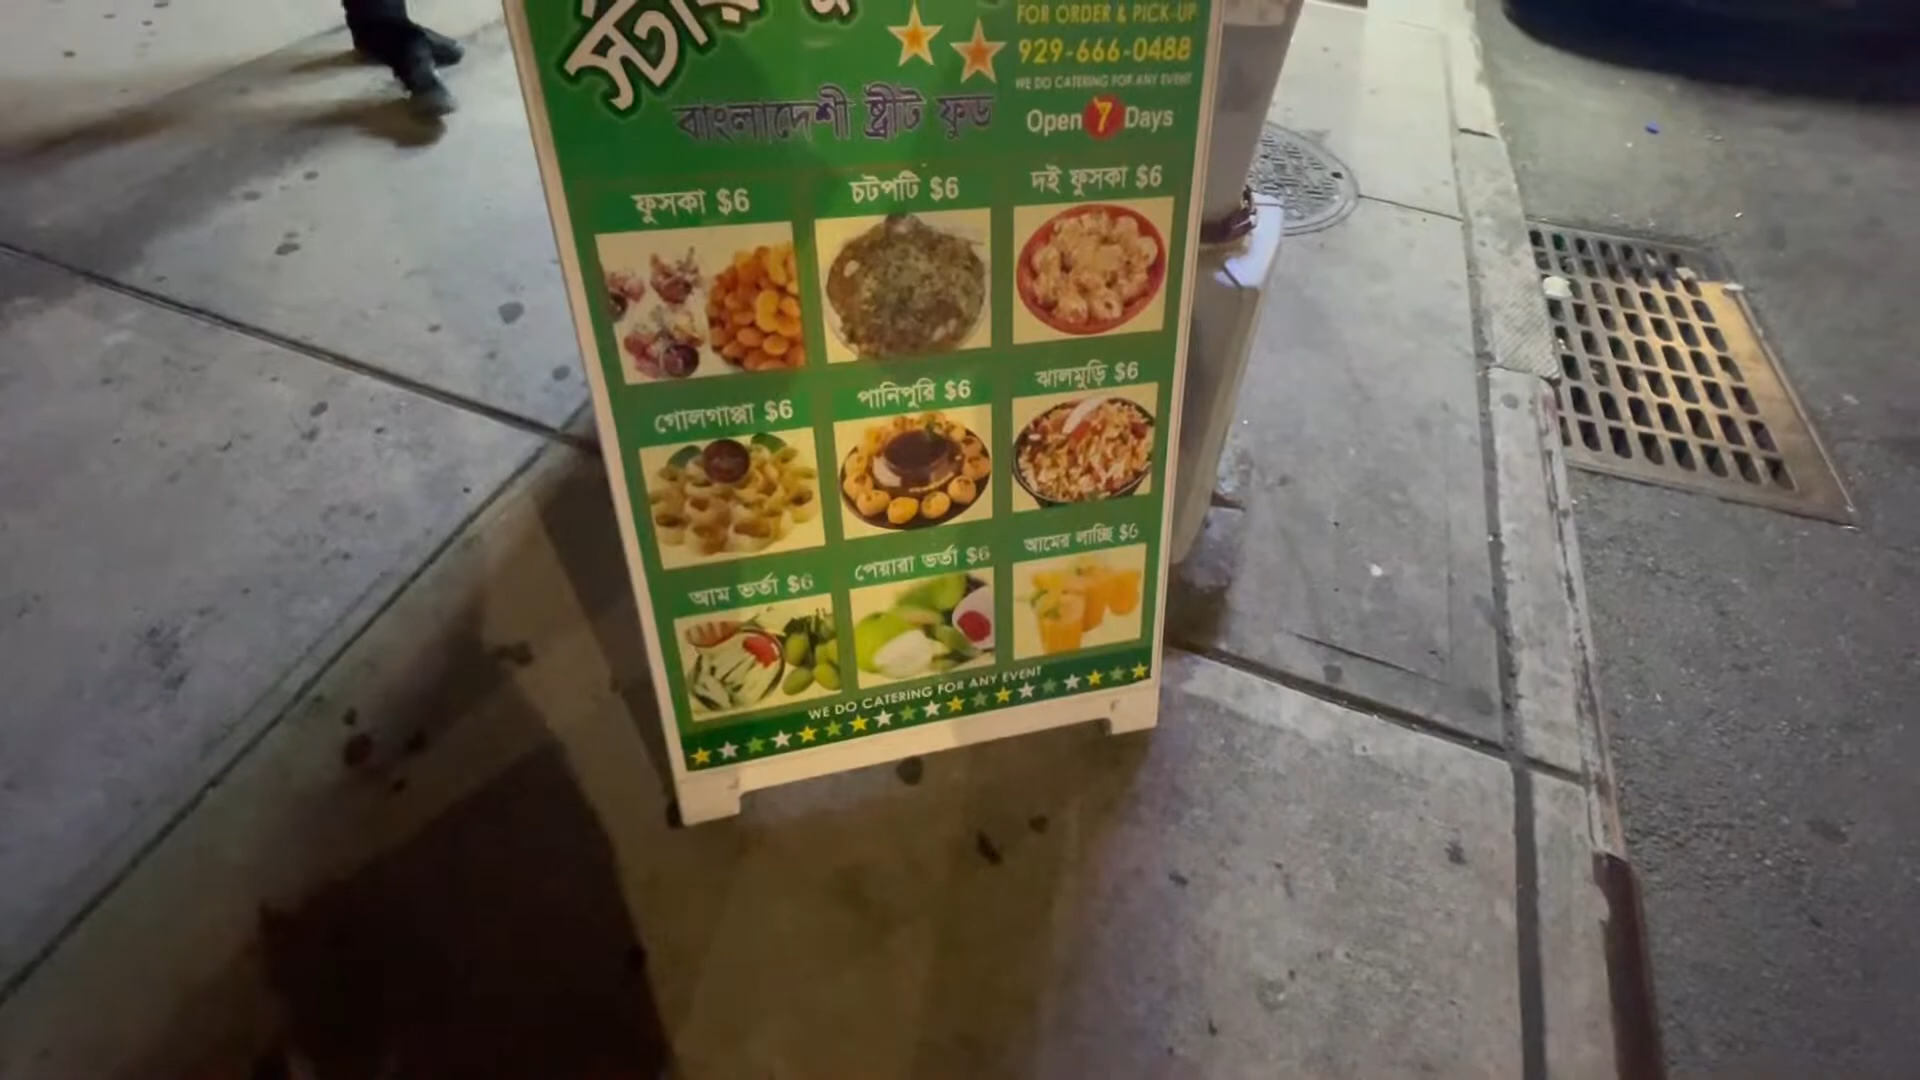 স্টার
FOR ORDER & PICK-UP
929-666-0488
WE DO CATERING FOR ANY EVENT
বাংলাদেশী ষ্ট্রীট ফুড
Open 7 Days
ফুসকা $6
চটপটি $6
দই ফুসকা $6
গোলগাপ্পা $6
পানিপুরি $6
ঝালমুড়ি $6
আম ভর্তা $6
পেয়ারা ভর্তা $6
আমের লাচ্ছি $6
WE DO CATERING FOR ANY EVENT